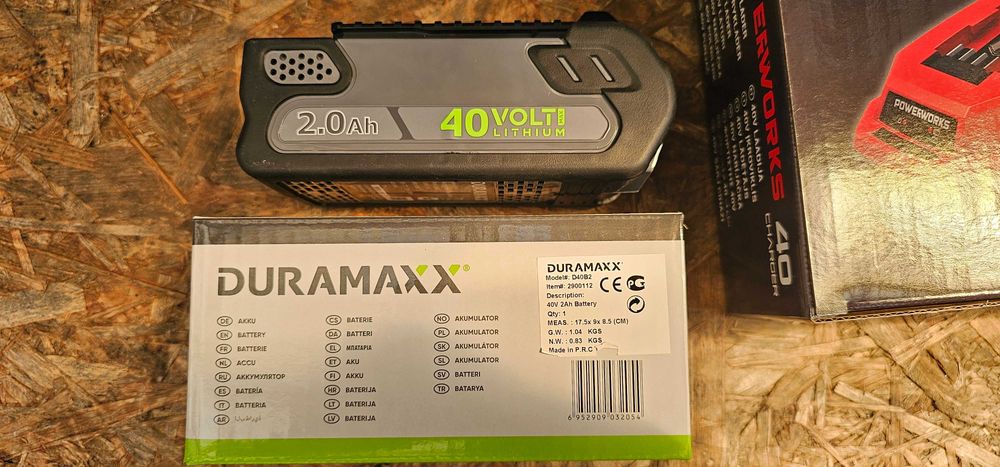 2.0Ah
40 VOLT
LITHIUM
DURAMAXX®
DE AKKU
EN BATTERY
FR BATTERIE
NL ACCU
RU АККУМУЛЯТОР
ES BATERÍA
IT BATTERIA
AR
CS BATERIE
DA BATTERI
EL ΜΠΑΤΑΡΙΑ
ET AKU
FI AKKU
HR BATERIJA
LT BATERIJA
LV BATERIJA
NO AKUMULATOR
PL AKUMULATOR
SK AKUMULÁTOR
SL AKUMULATOR
SV BATTERI
TR BATARYA
DURAMAXX®
Model#: D40B2
Item#: 2900112
CE
Description:
40V 2Ah Battery
Qty: 1
MEAS. : 17.5x 9x 8.5 (CM)
G.W. : 1.04 KGS
N.W. : 0.83 KGS
Made in P.R.C
6 952909 032054
ERWORKS
40
CHARGER
POWERWORKS